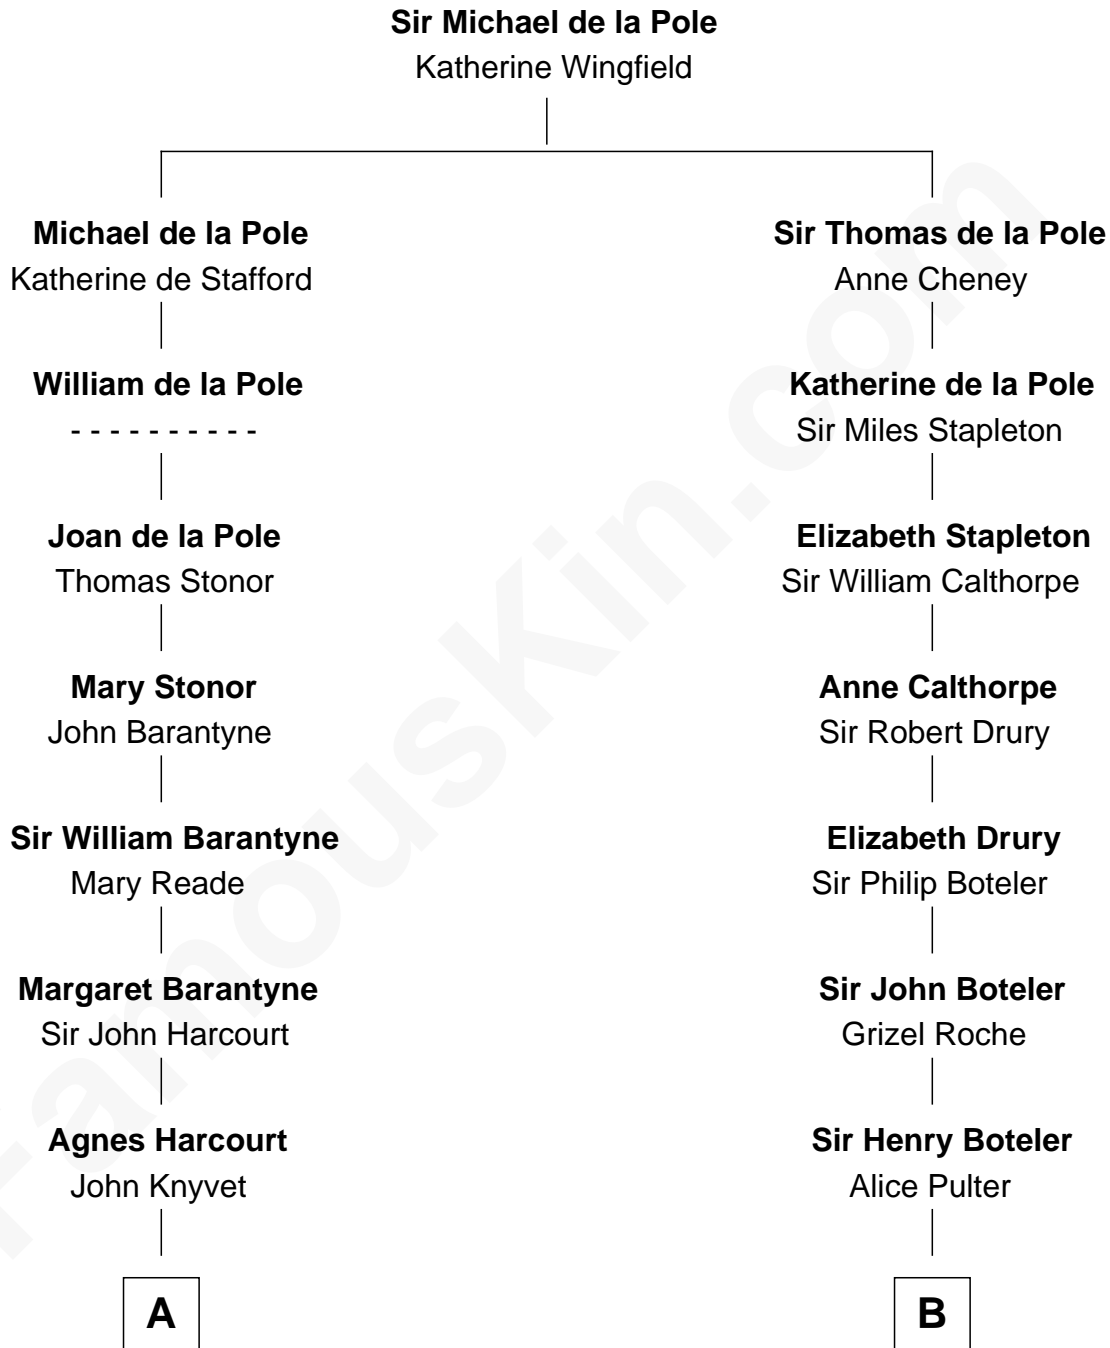 Sir Michael de la Pole
Katherine Wingfield
Michael de la Pole
Katherine de Stafford
William de la Pole
- - - - - - - - - -
Joan de la Pole
Thomas Stonor
Mary Stonor
John Barantyne
Sir William Barantyne
Mary Reade
Margaret Barantyne
Sir John Harcourt
Agnes Harcourt
John Knyvet
A
Sir Thomas de la Pole
Anne Cheney
Katherine de la Pole
Sir Miles Stapleton
Elizabeth Stapleton
Sir William Calthorpe
Anne Calthorpe
Sir Robert Drury
Elizabeth Drury
Sir Philip Boteler
Sir John Boteler
Grizel Roche
Sir Henry Boteler
Alice Pulter
B
FamousKin.com